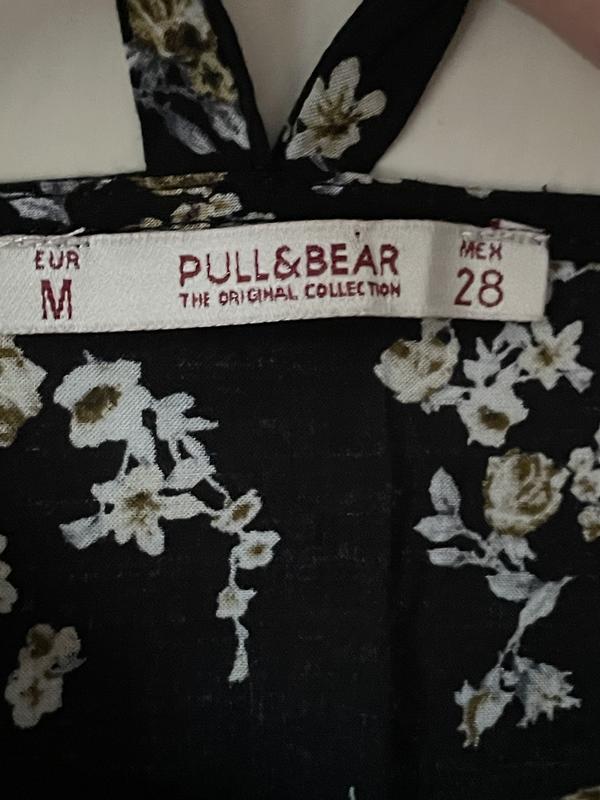 EUR
M
PULL&BEAR
THE ORIGINAL COLLECTION
MEX
28